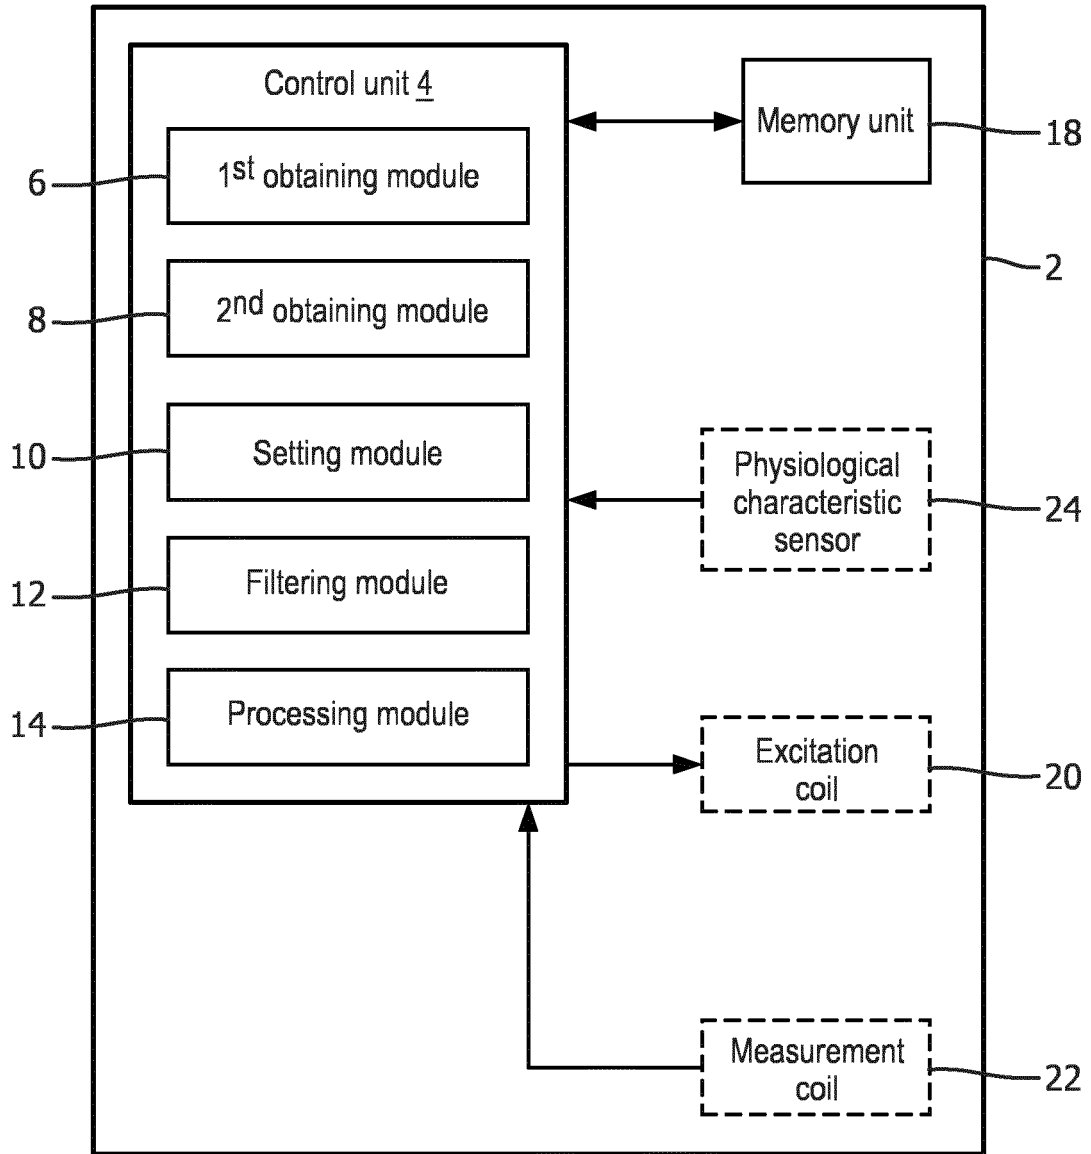 Control unit 4
Memory unit
18
6
1st obtaining module
2
8
2nd obtaining module
10
Setting module
Physiological
characteristic
sensor
24
12
Filtering module
14
Processing module
Excitation
coil
20
Measurement
coil
22